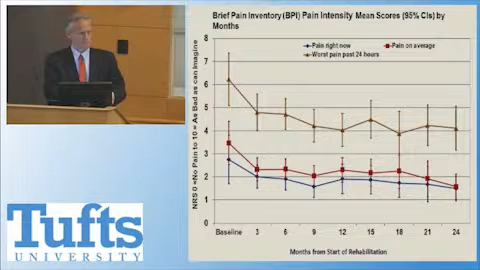 Brief Pain Inventory (BPI) Pain Intensity Mean Scores (95% CIs) by
Months
Pain right now
Pain on average
Worst pain past 24 hours
NRS 0 =No Pain to 10 = As Bad as can Imagine
8
7
6
5
4
3
2
1
0
Baseline 3 6 9 12 15 18 21 24
Months from Start of Rehabilitation
Tufts
UNIVERSITY